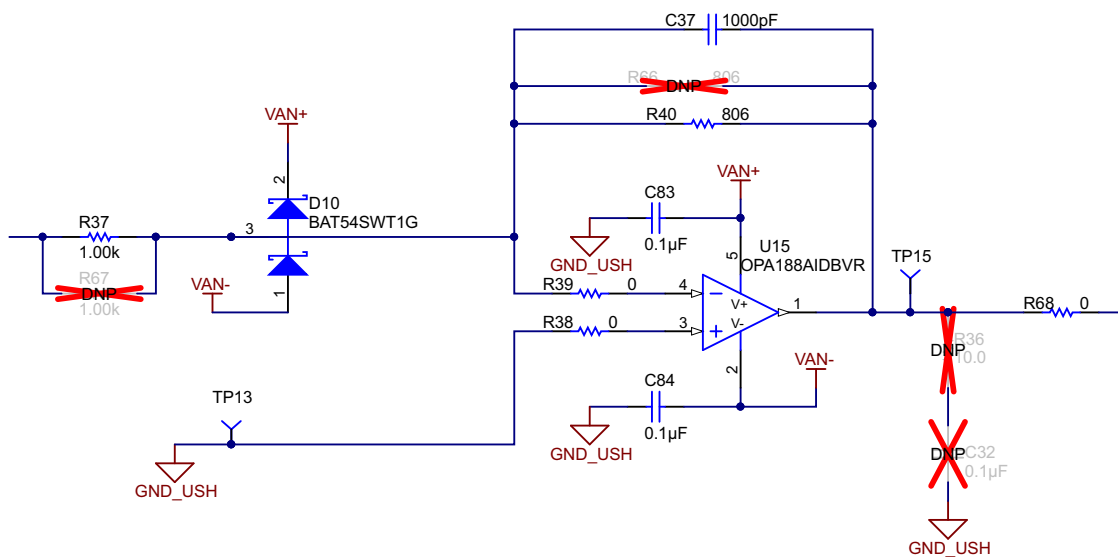 C37 1000pF
R66 806
DNP
R40 806
VAN+
VAN+
2
D10
BAT54SWT1G
3
R37
1.00k
R67
DNP
1.00k
VAN-
1
C83
0.1µF
GND_USH
U15
OPA188AIDBVR
5
TP15
R39 0 4
V+
1
R68 0
R38 0 3
V-
2
R36
DNP
10.0
VAN-
C84
0.1µF
GND_USH
TP13
GND_USH
C32
DNP
0.1µF
GND_USH